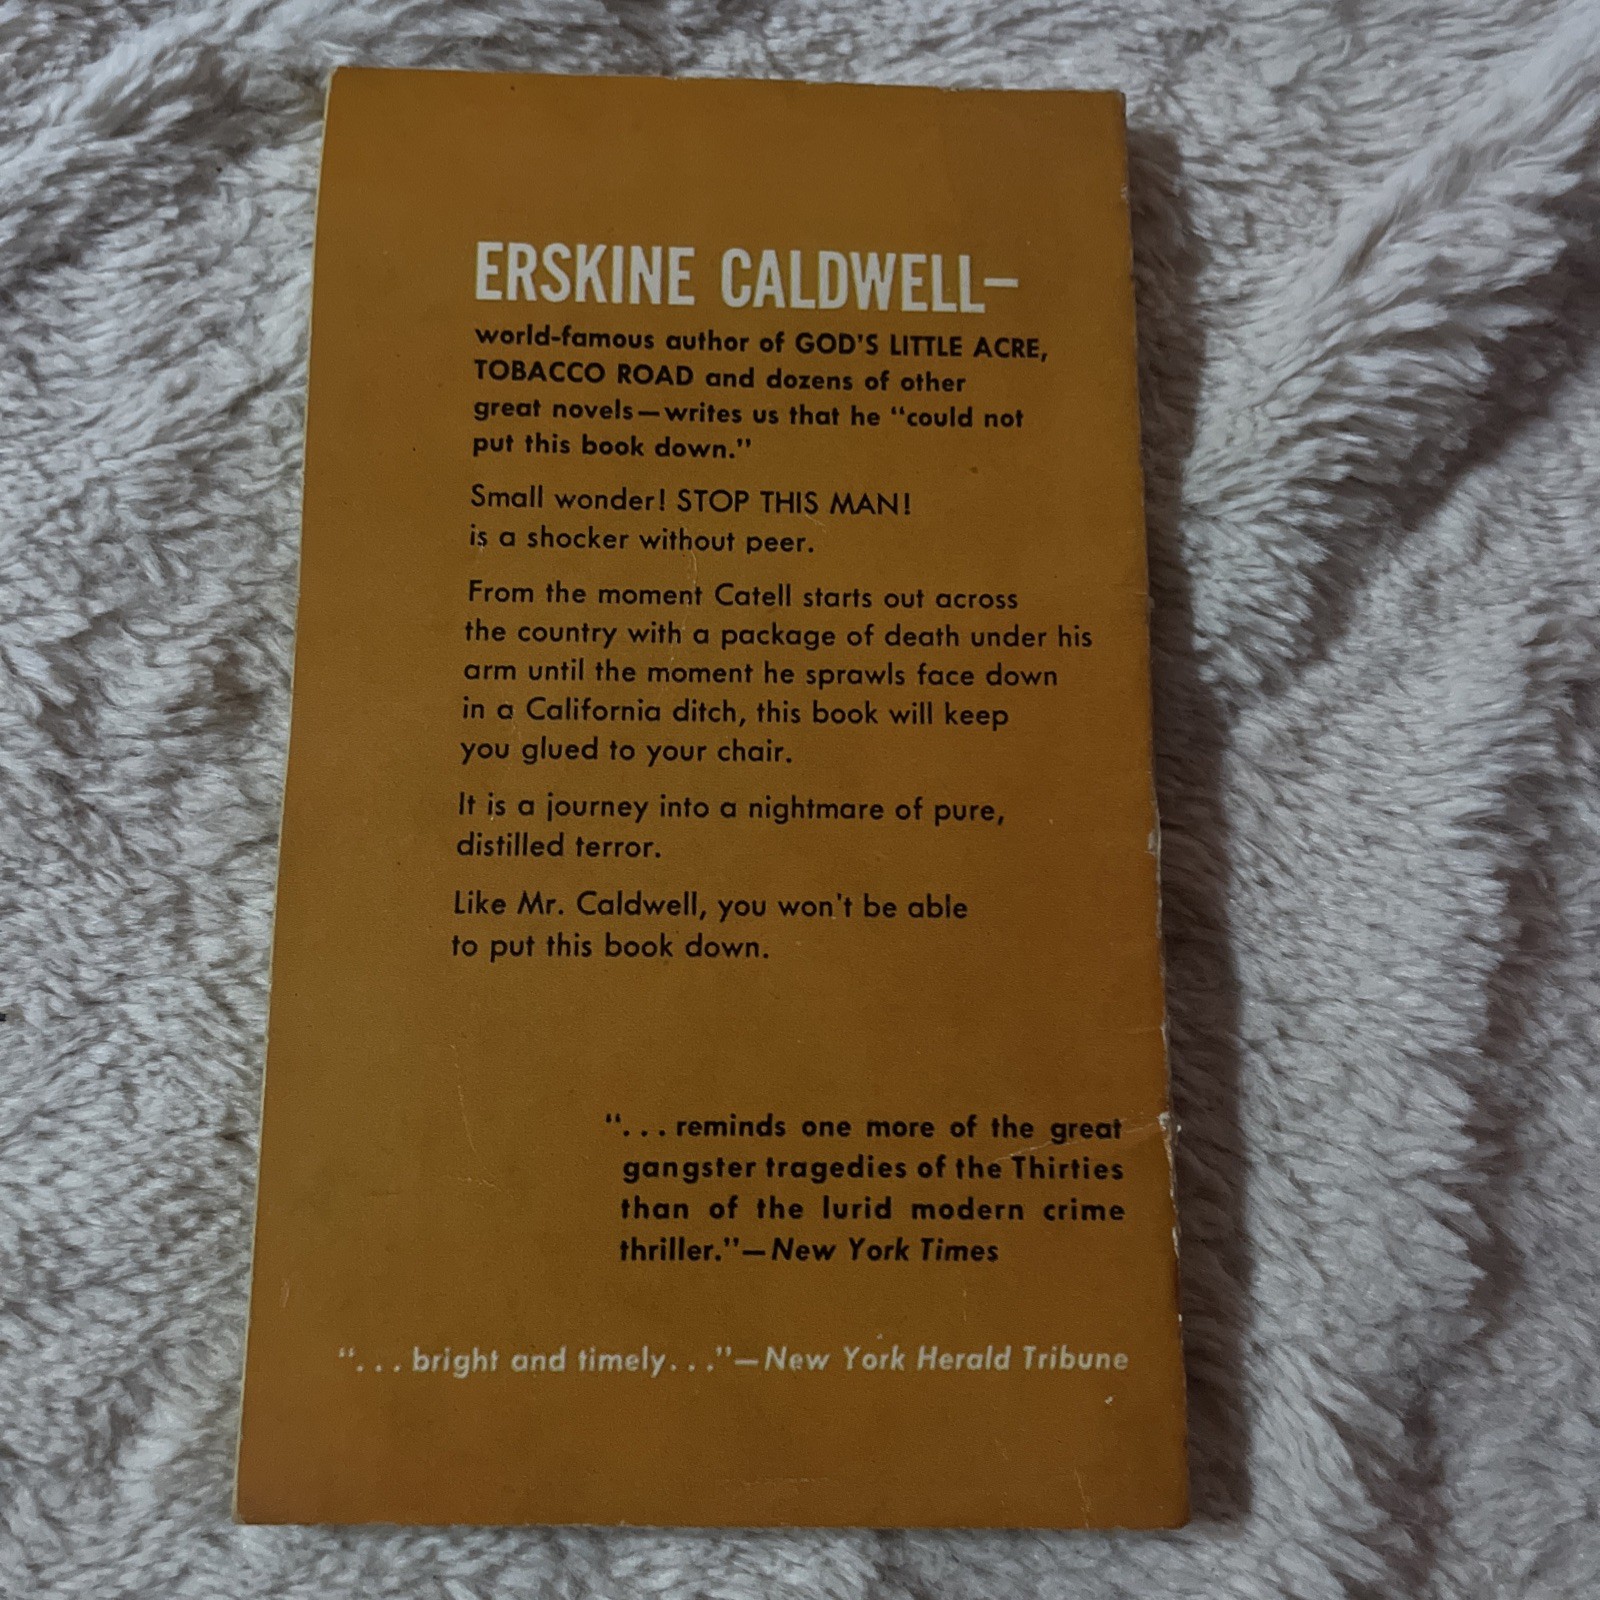 ERSKINE CALDWELL—
world-famous author of GOD'S LITTLE ACRE,
TOBACCO ROAD and dozens of other
great novels—writes us that he "could not
put this book down."
Small wonder! STOP THIS MAN!
is a shocker without peer.
From the moment Catell starts out across
the country with a package of death under his
arm until the moment he sprawls face down
in a California ditch, this book will keep
you glued to your chair.
It is a journey into a nightmare of pure,
distilled terror.
Like Mr. Caldwell, you won't be able
to put this book down.
"...reminds one more of the great
gangster tragedies of the Thirties
than of the lurid modern crime
thriller."—New York Times
"...bright and timely..."—New York Herald Tribune